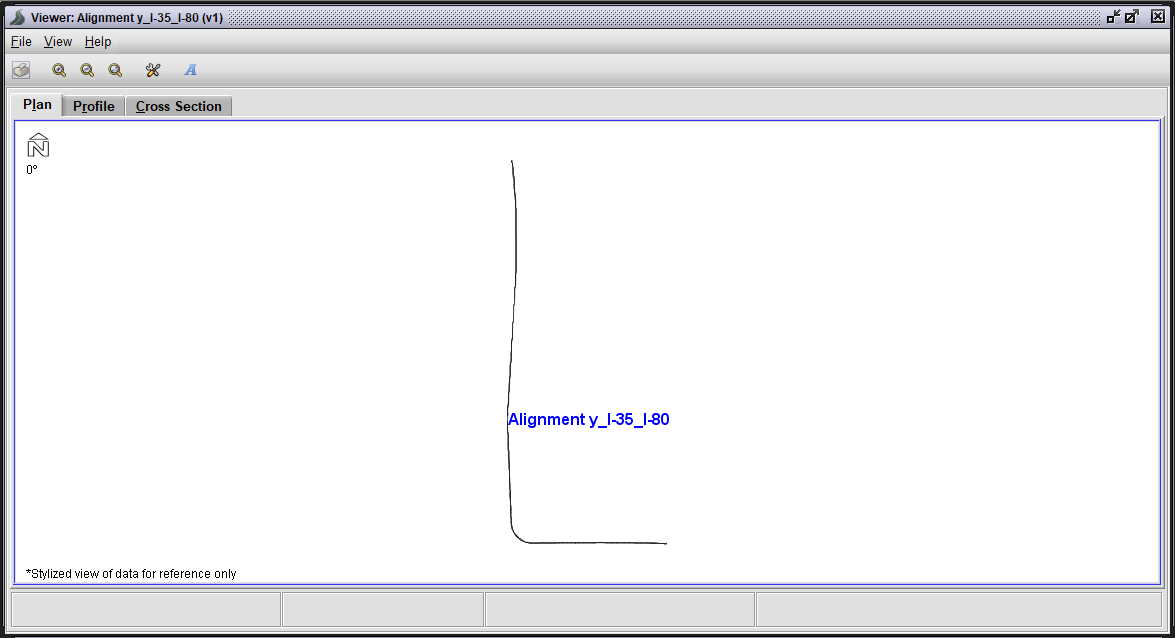 Viewer: Alignment y_I-35_I-80 (v1)
File View Help
A
Plan Profile Cross Section
N
0°
Alignment y_I-35_I-80
*Stylized view of data for reference only